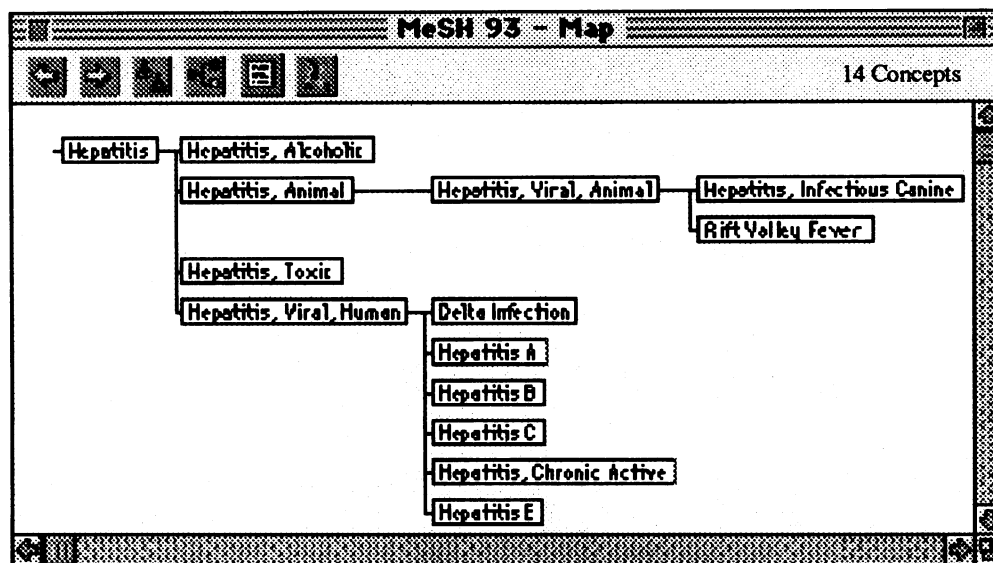 MeSH 93 - Map
14 Concepts
Hepatitis
Hepatitis, Alcoholic
Hepatitis, Animal
Hepatitis, Viral, Animal
Hepatitis, Infectious Canine
Rift Valley Fever
Hepatitis, Toxic
Hepatitis, Viral, Human
Delta Infection
Hepatitis A
Hepatitis B
Hepatitis C
Hepatitis, Chronic Active
Hepatitis E